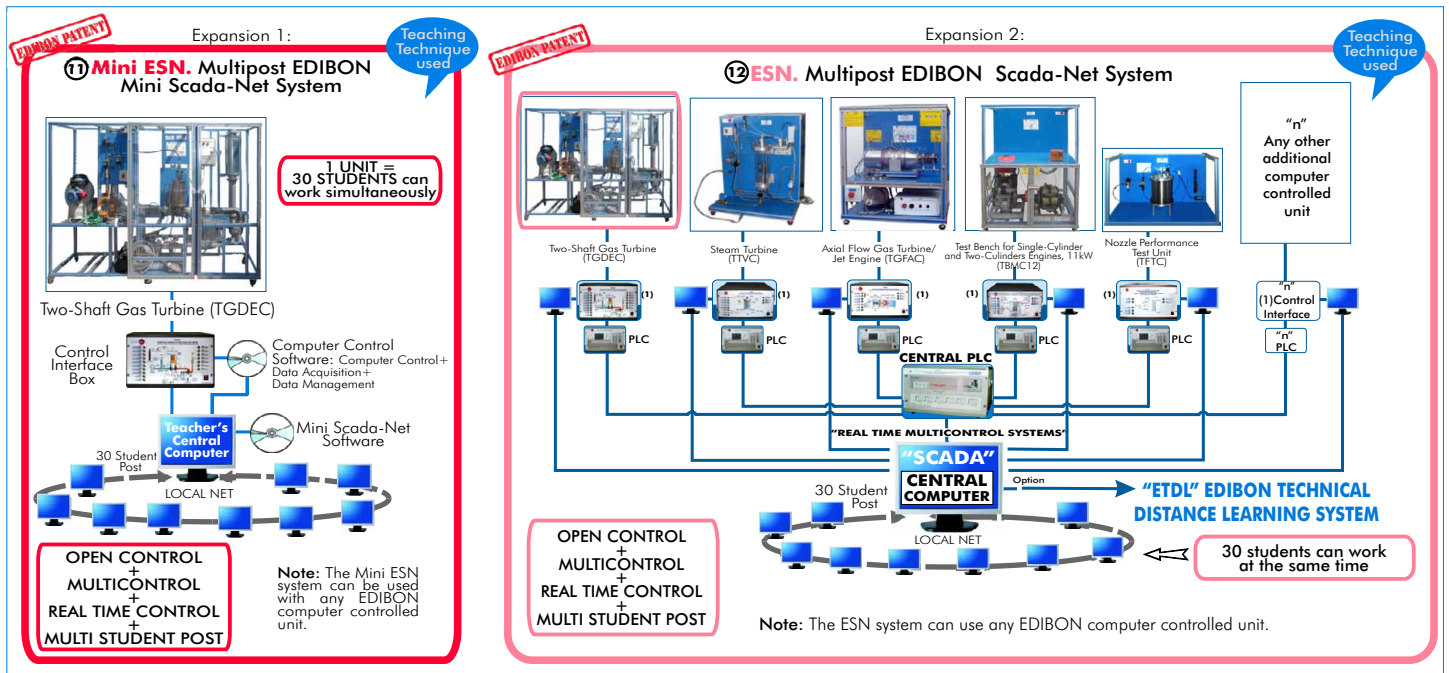 Expansion 1:
EDIBON PATENT
Teaching
Technique
used
11 Mini ESN. Multipost EDIBON
Mini Scada-Net System
1 UNIT =
30 STUDENTS can
work simultaneously
Two-Shaft Gas Turbine (TGDEC)
Control
Interface
Box
Computer Control
Software: Computer Control+
Data Acquisition+
Data Management
Teacher's
Central
Computer
Mini Scada-Net
Software
30 Student
Post
LOCAL NET
OPEN CONTROL
+
MULTICONTROL
+
REAL TIME CONTROL
+
MULTI STUDENT POST
Note: The Mini ESN
system can be used
with any EDIBON
computer controlled
unit.
Expansion 2:
EDIBON PATENT
Teaching
Technique
used
12 ESN. Multipost EDIBON Scada-Net System
Two-Shaft Gas Turbine
(TGDEC)
Steam Turbine
(TTVC)
Axial Flow Gas Turbine/
Jet Engine (TGFAC)
Test Bench for Single-Cylinder
and Two-Culinders Engines, 11kW
(TBMC12)
Nozzle Performance
Test Unit
(TFTC)
"n"
Any other
additional
computer
controlled
unit
(1)
(1)
(1)
(1)
(1)
"n"
(1)Control
Interface
PLC
PLC
PLC
PLC
PLC
"n"
PLC
CENTRAL PLC
"REAL TIME MULTICONTROL SYSTEMS"
"SCADA"
CENTRAL
COMPUTER
Option
"ETDL" EDIBON TECHNICAL
DISTANCE LEARNING SYSTEM
30 Student
Post
LOCAL NET
30 students can work
at the same time
OPEN CONTROL
+
MULTICONTROL
+
REAL TIME CONTROL
+
MULTI STUDENT POST
Note: The ESN system can use any EDIBON computer controlled unit.